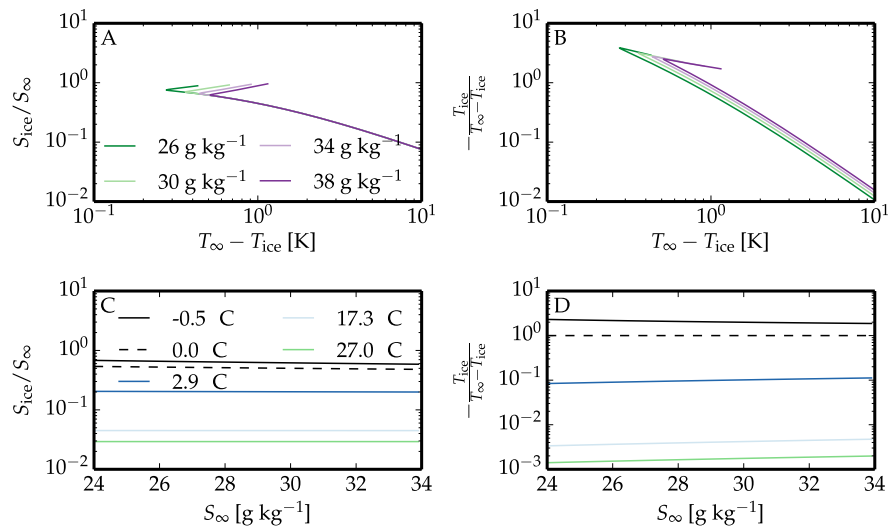 A
S_ice/S_∞
10^1
10^0
10^-1
10^-2
26 g kg^-1
34 g kg^-1
30 g kg^-1
38 g kg^-1
10^-1
10^0
10^1
T_∞ − T_ice [K]
B
−T_ice/(T_∞−T_ice)
10^1
10^0
10^-1
10^-2
10^-1
10^0
10^1
T_∞ − T_ice [K]
C
S_ice/S_∞
10^1
10^0
10^-1
10^-2
-0.5 C
17.3 C
0.0 C
27.0 C
2.9 C
24 26 28 30 32 34
S_∞ [g kg^-1]
D
−T_ice/(T_∞−T_ice)
10^1
10^0
10^-1
10^-2
10^-3
24 26 28 30 32 34
S_∞ [g kg^-1]